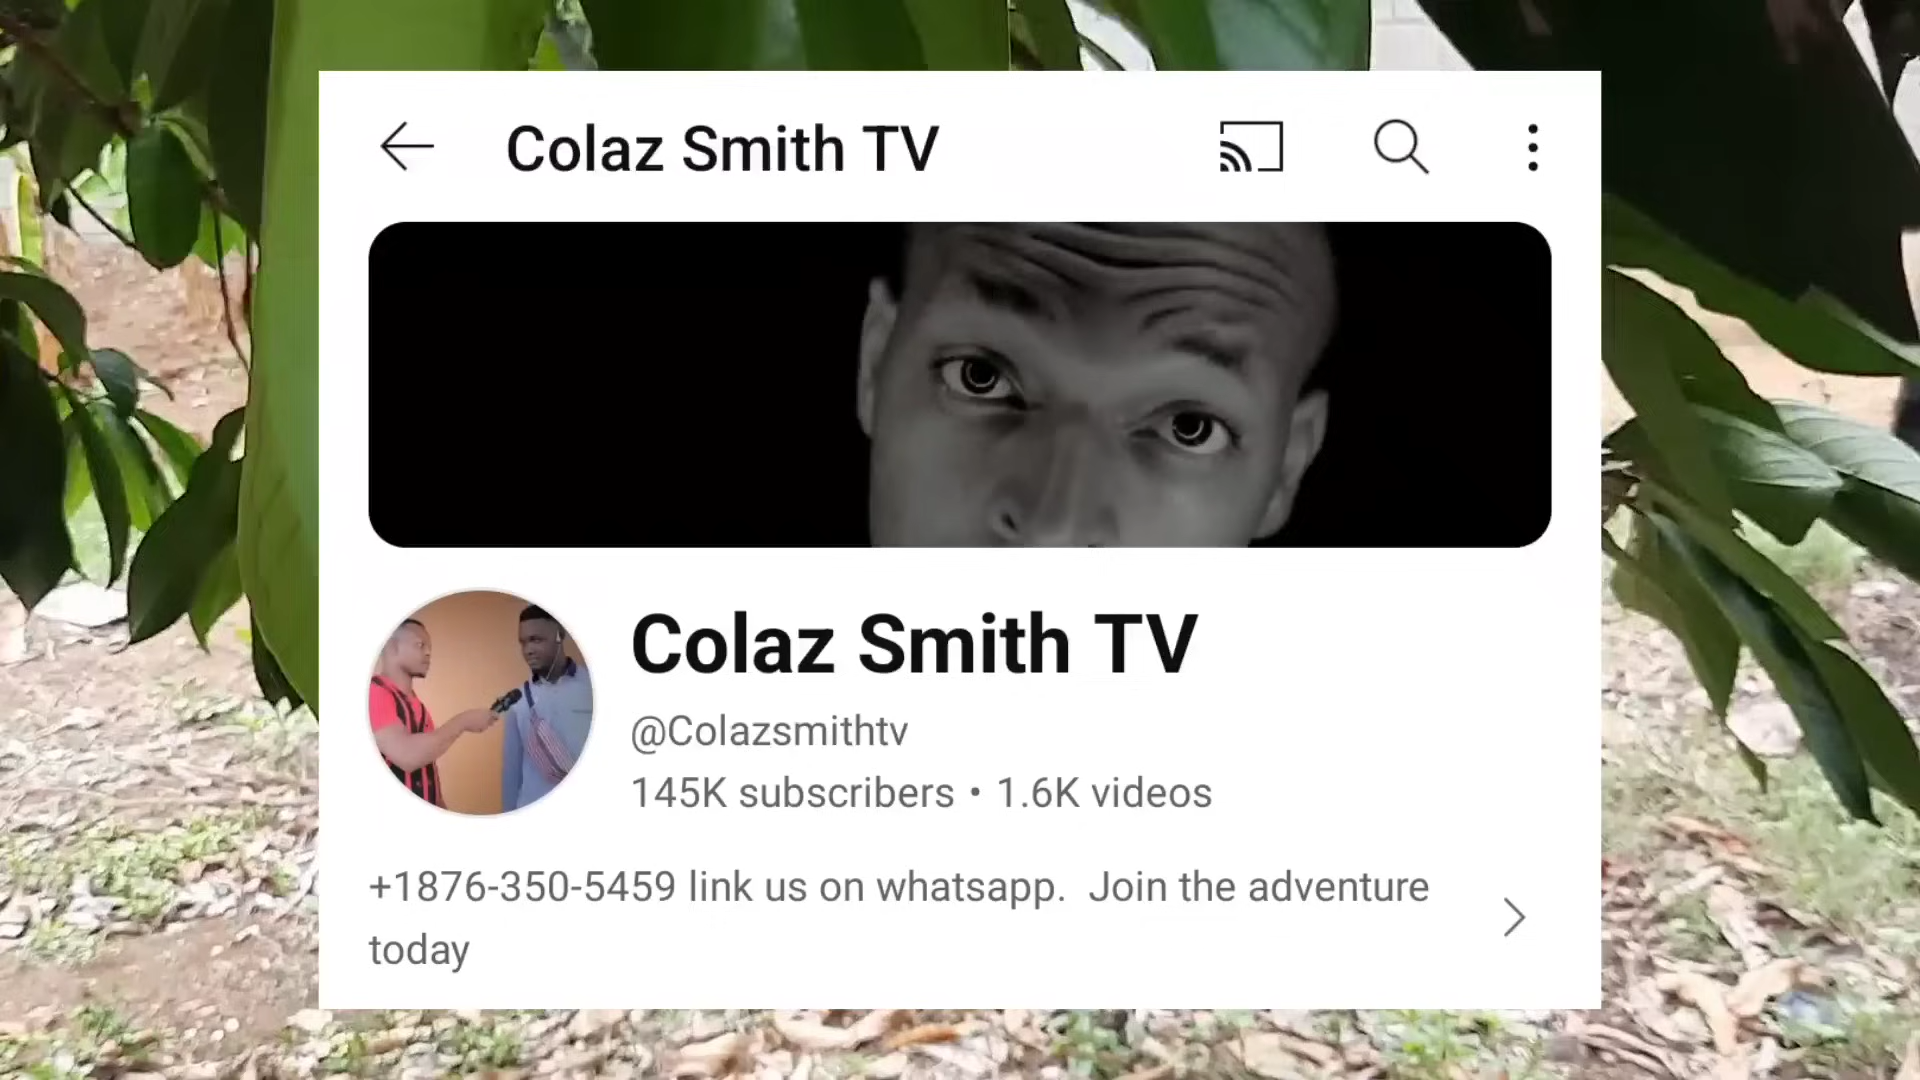 Colaz Smith TV
Colaz Smith TV
@Colazsmithtv
145K subscribers • 1.6K videos
+1876-350-5459 link us on whatsapp.  Join the adventure
today